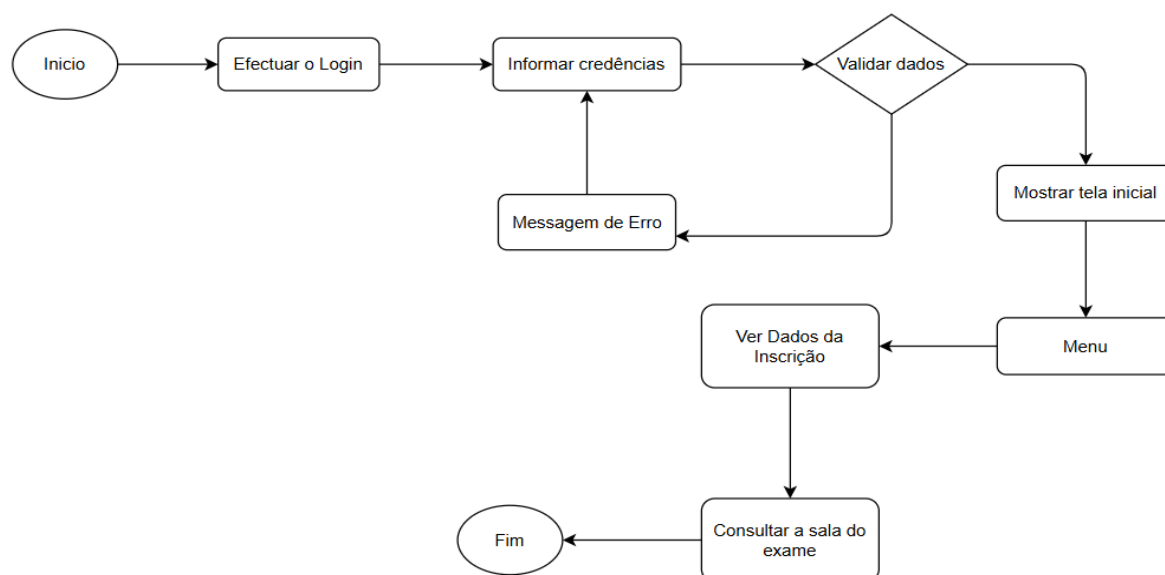 Inicio
Efectuar o Login
Informar credências
Validar dados
Messagem de Erro
Mostrar tela inicial
Menu
Ver Dados da
Inscrição
Consultar a sala do
exame
Fim